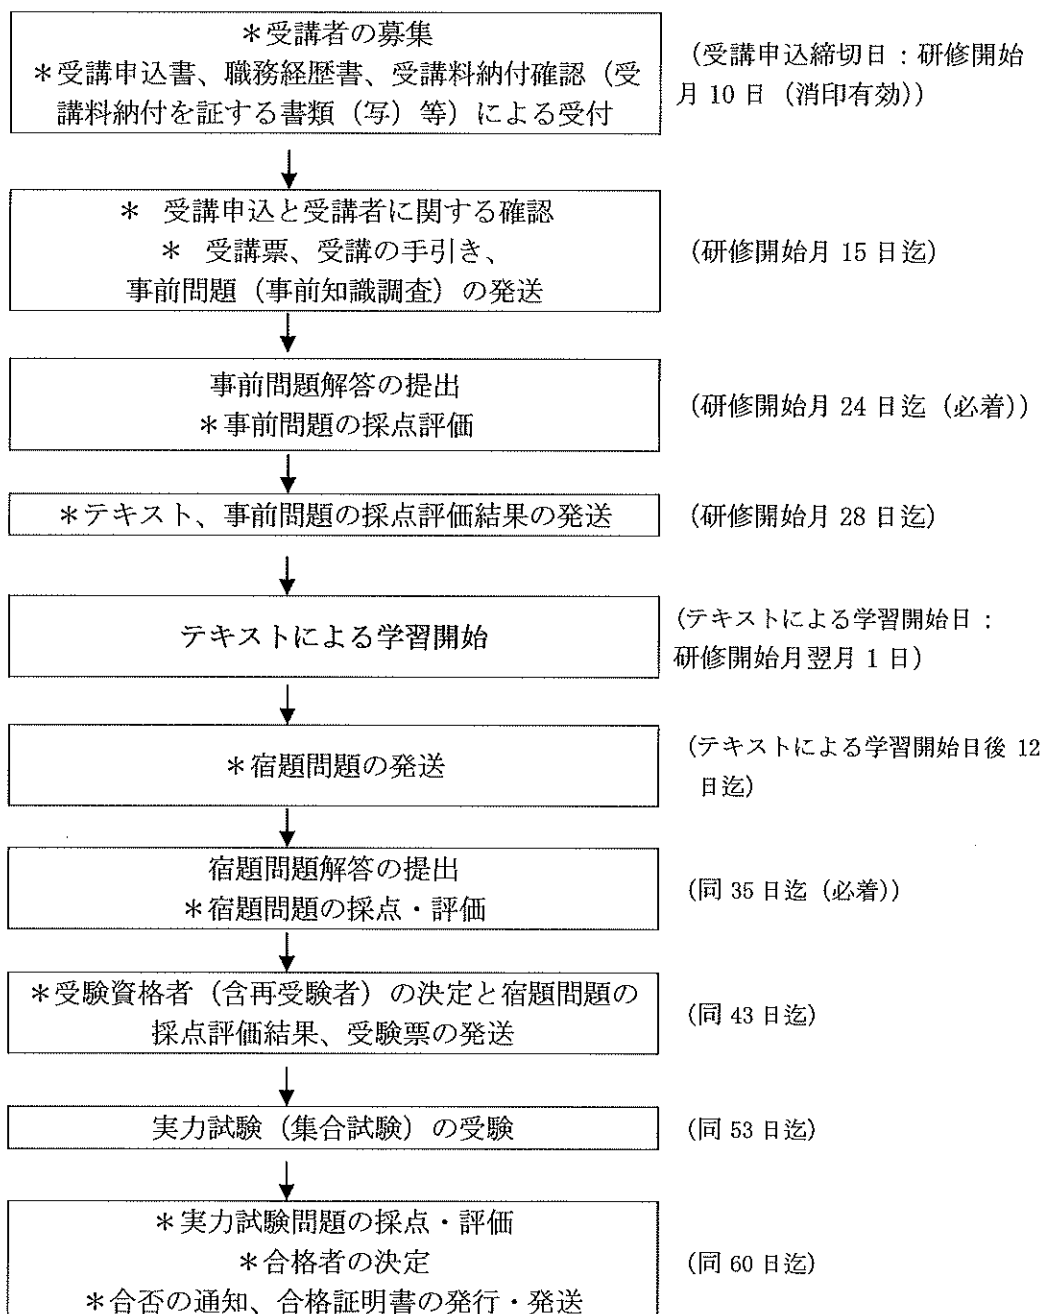 ＊受講者の募集
＊受講申込書、職務経歴書、受講料納付確認（受
講料納付を証する書類（写）等）による受付
（受講申込締切日：研修開始
月 10 日（消印有効））
＊ 受講申込と受講者に関する確認
＊ 受講票、受講の手引き、
事前問題（事前知識調査）の発送
（研修開始月 15 日迄）
事前問題解答の提出
＊事前問題の採点評価
（研修開始月 24 日迄（必着））
＊テキスト、事前問題の採点評価結果の発送
（研修開始月 28 日迄）
テキストによる学習開始
（テキストによる学習開始日：
研修開始月翌月 1 日）
＊宿題問題の発送
（テキストによる学習開始日後 12
日迄）
宿題問題解答の提出
＊宿題問題の採点・評価
（同 35 日迄（必着））
＊受験資格者（含再受験者）の決定と宿題問題の
採点評価結果、受験票の発送
（同 43 日迄）
実力試験（集合試験）の受験
（同 53 日迄）
＊実力試験問題の採点・評価
＊合格者の決定
＊合否の通知、合格証明書の発行・発送
（同 60 日迄）